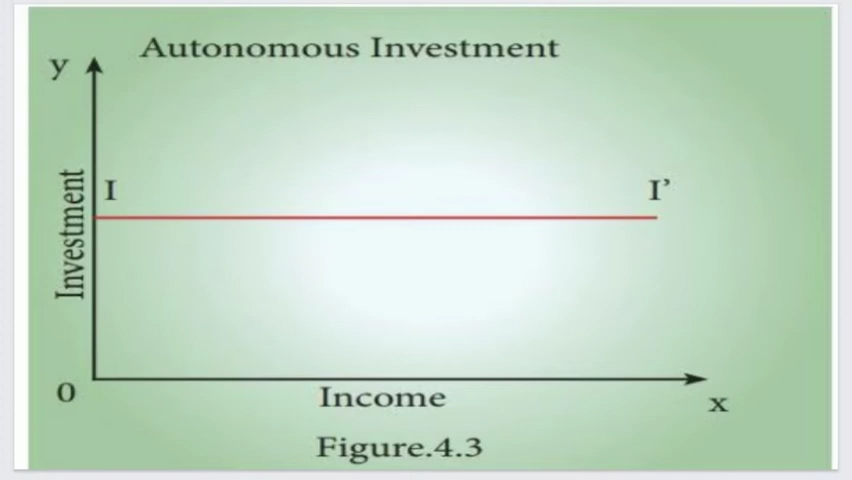 Autonomous Investment
y
Investment
I
I’
0
Income
x
Figure.4.3